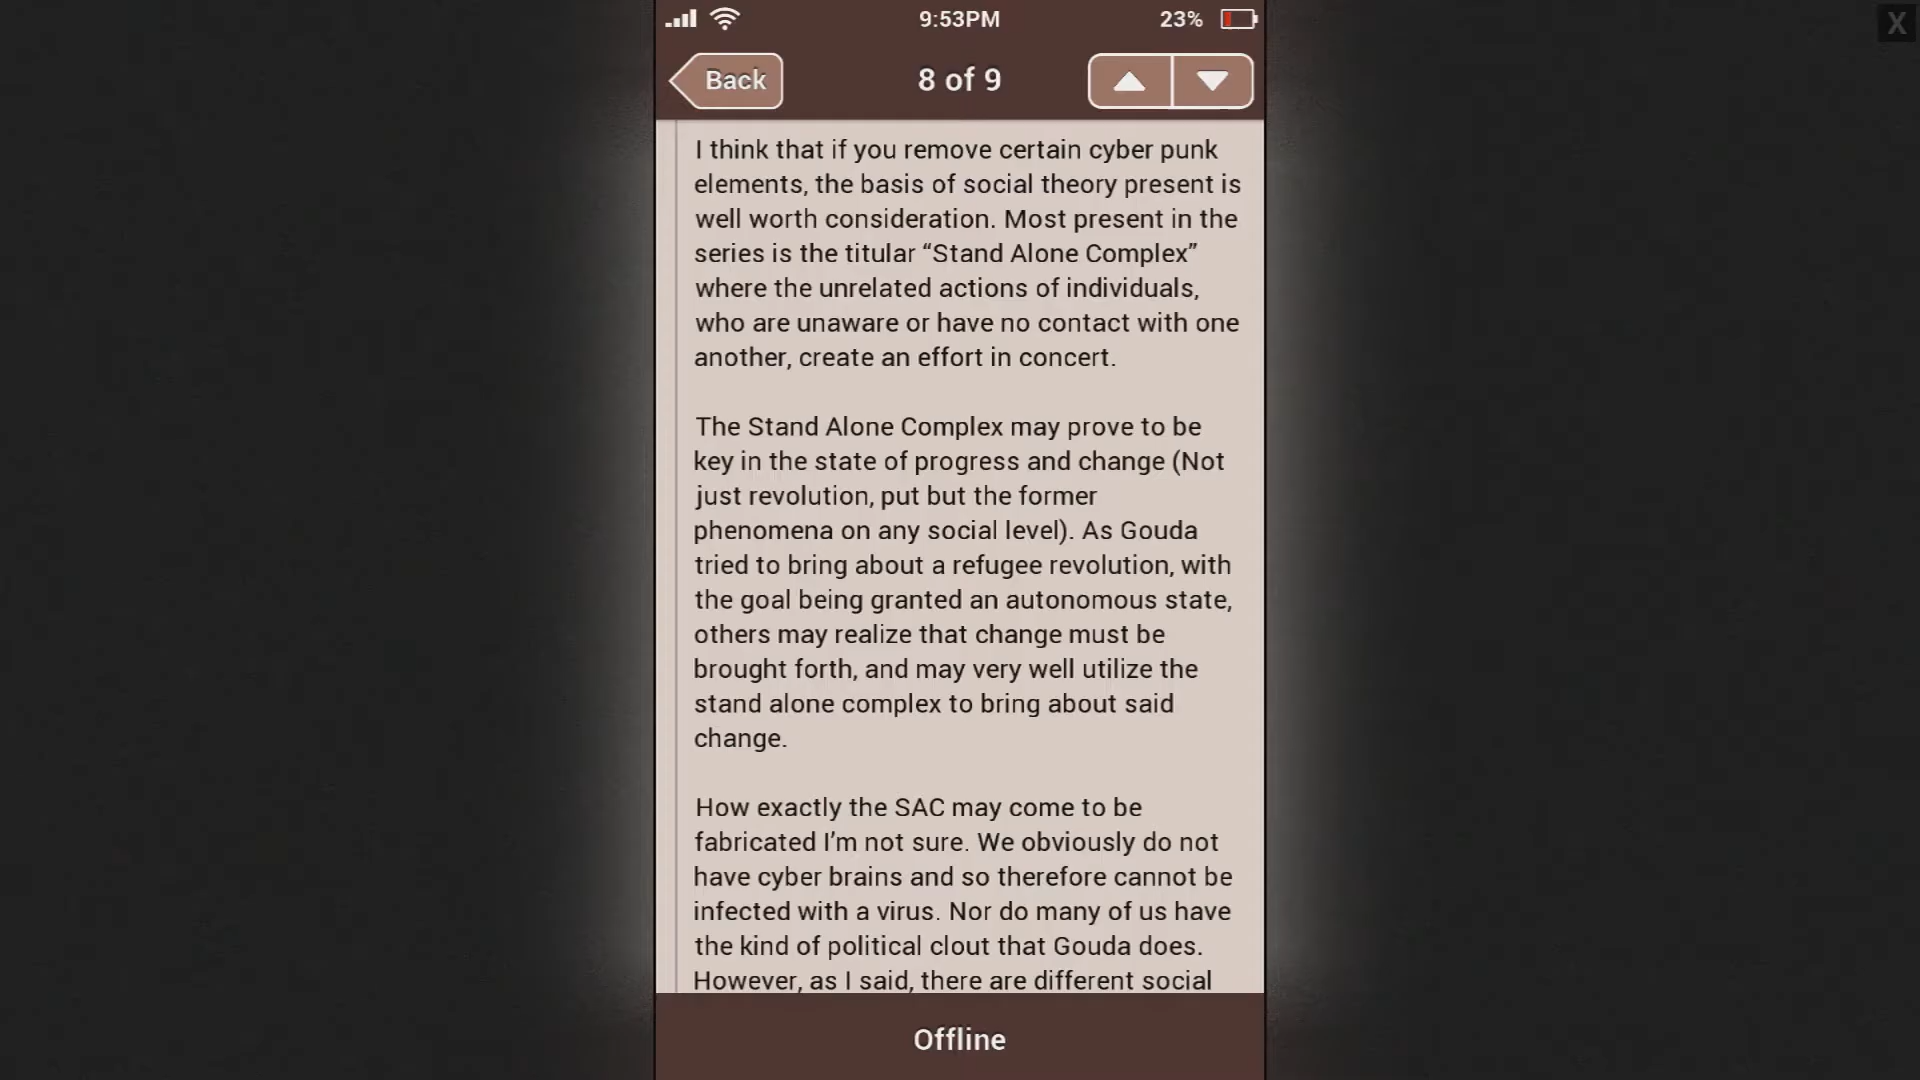 9:53PM
23%
X
Back
8 of 9
I think that if you remove certain cyber punk
elements, the basis of social theory present is
well worth consideration. Most present in the
series is the titular “Stand Alone Complex”
where the unrelated actions of individuals,
who are unaware or have no contact with one
another, create an effort in concert.
The Stand Alone Complex may prove to be
key in the state of progress and change (Not
just revolution, put but the former
phenomena on any social level). As Gouda
tried to bring about a refugee revolution, with
the goal being granted an autonomous state,
others may realize that change must be
brought forth, and may very well utilize the
stand alone complex to bring about said
change.
How exactly the SAC may come to be
fabricated I’m not sure. We obviously do not
have cyber brains and so therefore cannot be
infected with a virus. Nor do many of us have
the kind of political clout that Gouda does.
However, as I said, there are different social
Offline